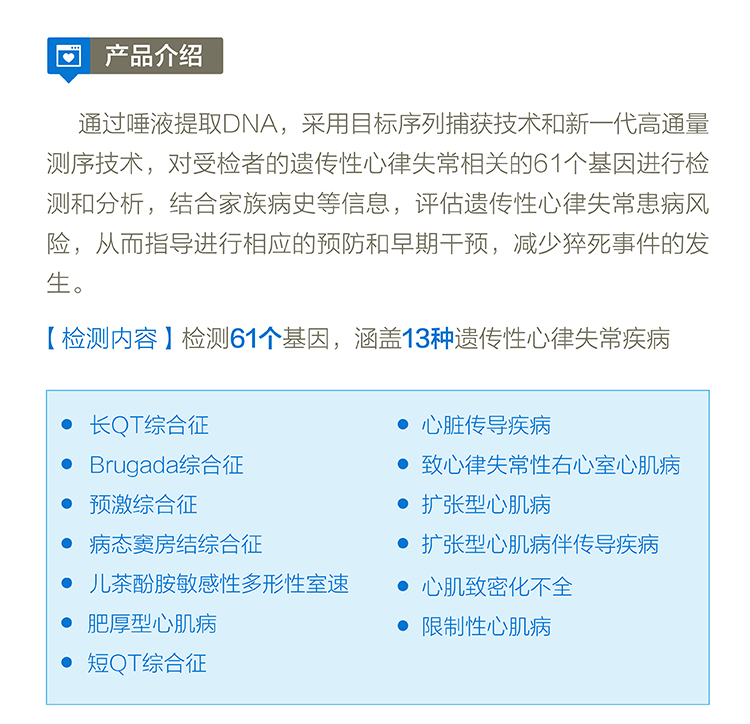 产品介绍
通过唾液提取DNA，采用目标序列捕获技术和新一代高通量
测序技术，对受检者的遗传性心律失常相关的61个基因进行检
测和分析，结合家族病史等信息，评估遗传性心律失常患病风
险，从而指导进行相应的预防和早期干预，减少猝死事件的发
生。
【检测内容】检测61个基因，涵盖13种遗传性心律失常疾病
● 长QT综合征
● Brugada综合征
● 预激综合征
● 病态窦房结综合征
● 儿茶酚胺敏感性多形性室速
● 肥厚型心肌病
● 短QT综合征
● 心脏传导疾病
● 致心律失常性右心室心肌病
● 扩张型心肌病
● 扩张型心肌病伴传导疾病
● 心肌致密化不全
● 限制性心肌病